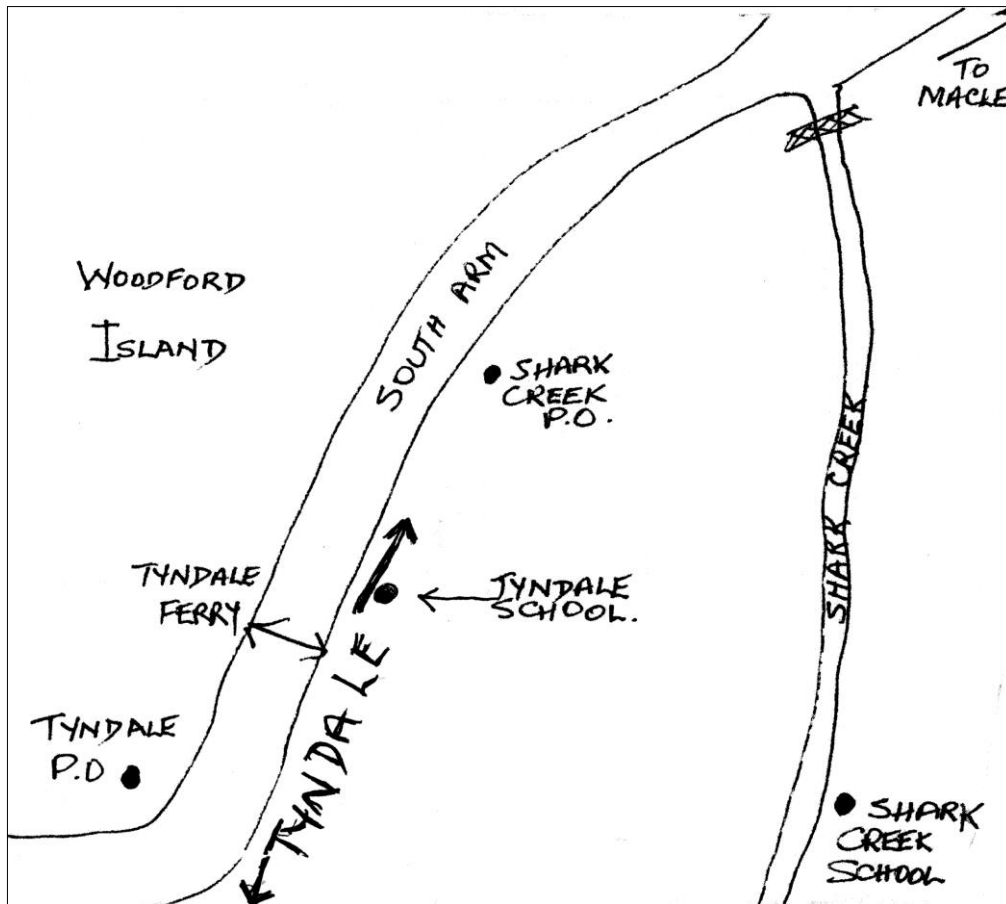 TO
MACLE
WOODFORD
ISLAND
SOUTH ARM
SHARK
CREEK
P.O.
SHARK CREEK
TYNDALE
FERRY
TYNDALE
SCHOOL.
TYNDALE
TYNDALE
P.O
SHARK
CREEK
SCHOOL